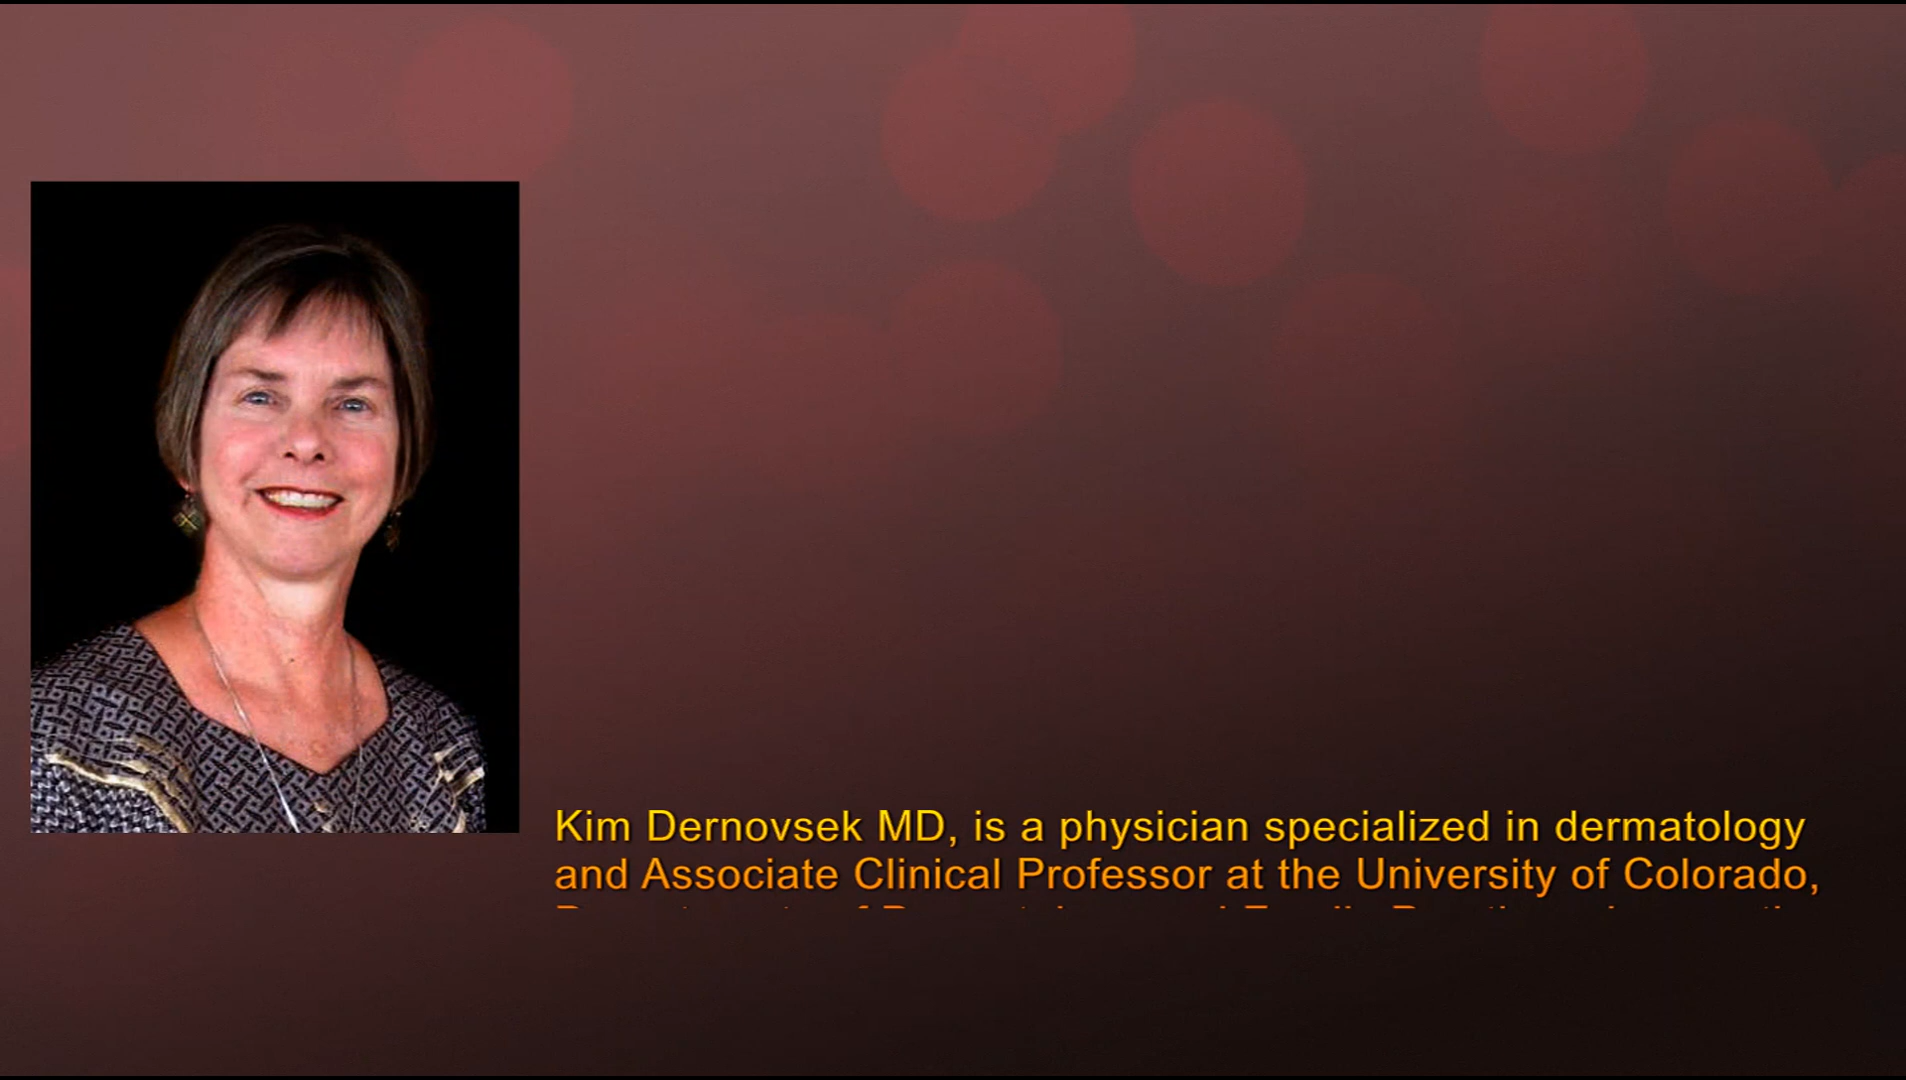 Kim Dernovsek MD, is a physician specialized in dermatology
and Associate Clinical Professor at the University of Colorado,